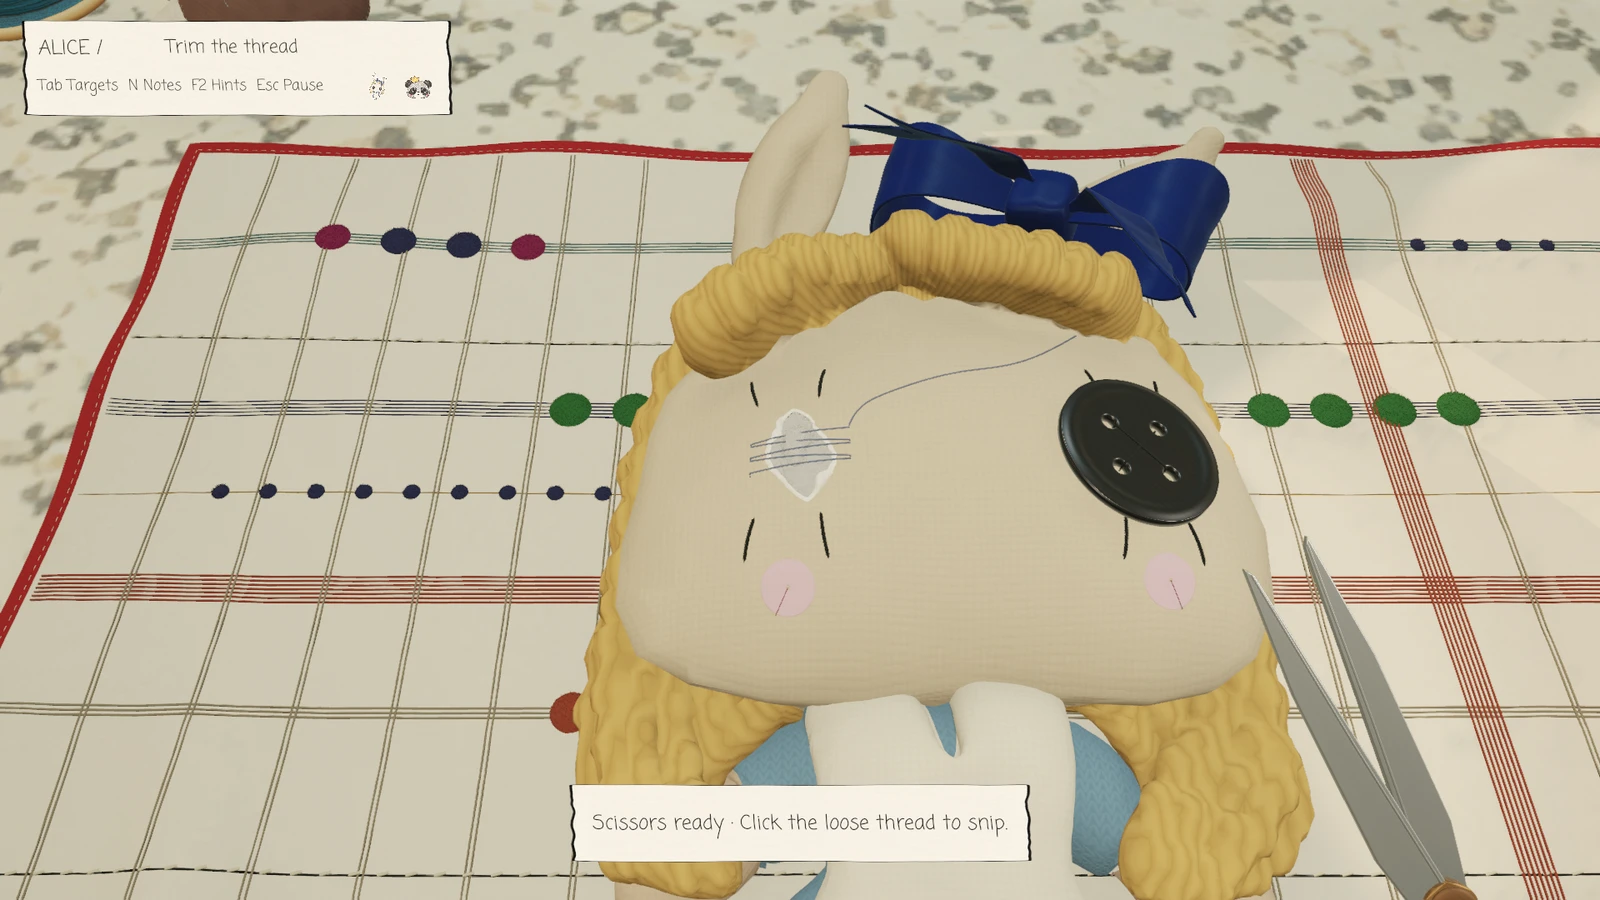 ALICE / Trim the thread
Tab Targets N Notes F2 Hints Esc Pause
Scissors ready · Click the loose thread to snip.